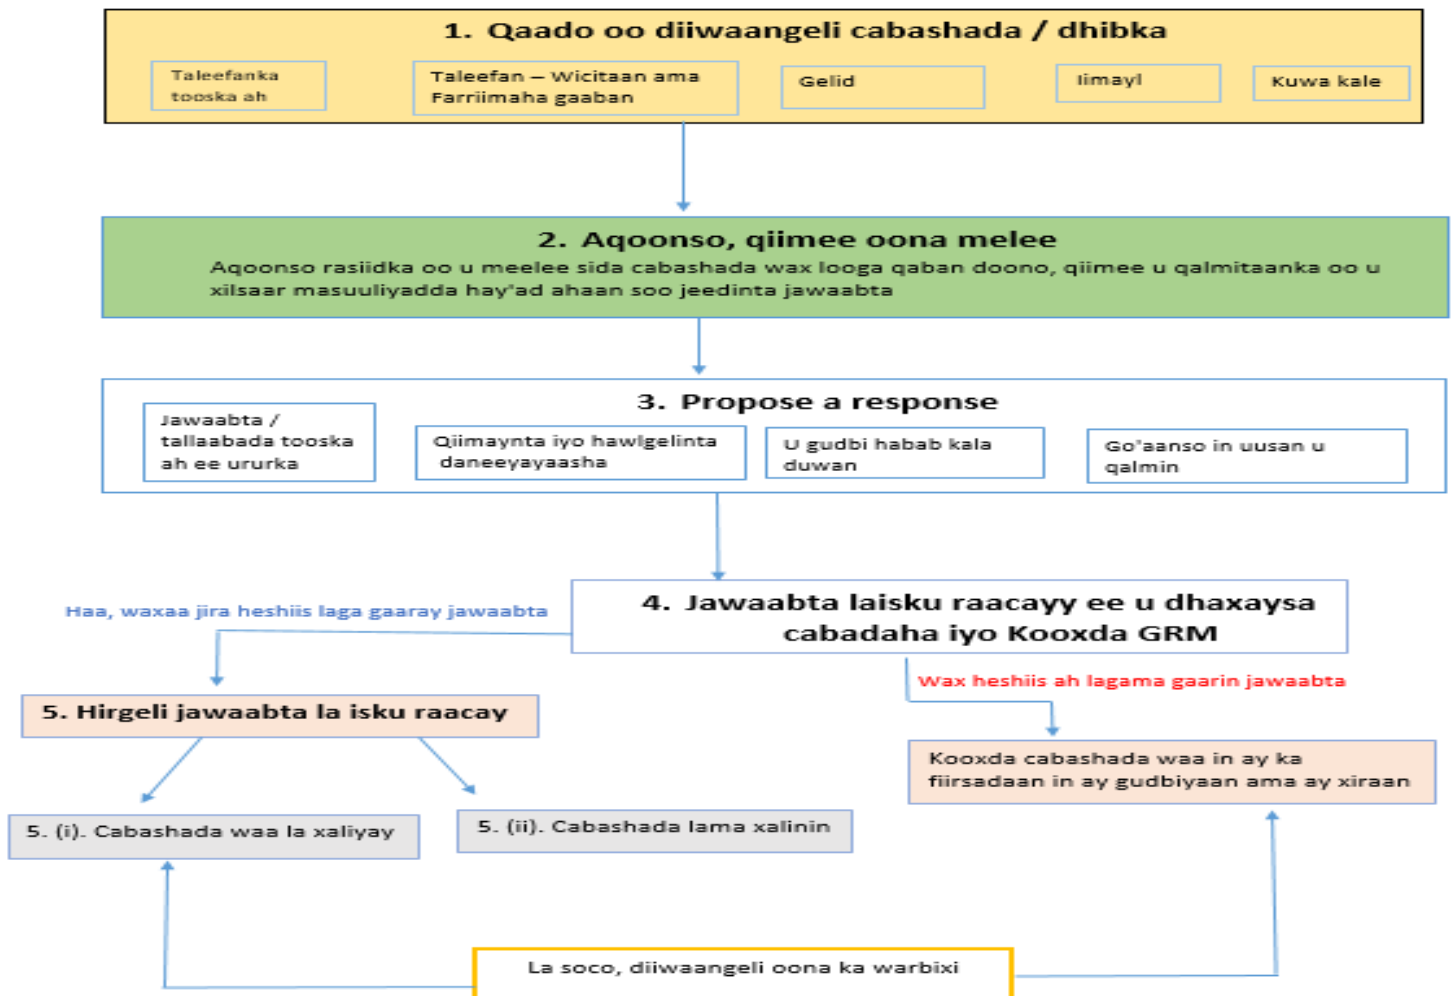 1. Qaado oo diiwaangeli cabashada / dhibka
Taleefanka
tooska ah
Taleefan – Wicitaan ama
Farriimaha gaaban
Gelid
Iimayl
Kuwa kale
2. Aqoonso, qiimee oona melee
Aqoonso rasiidka oo u meelee sida cabashada wax looga qaban doono, qiimee u qalmitaanka oo u
xilsaar masuuliyadda hay'ad ahaan soo jeedinta jawaabta
3. Propose a response
Jawaabta /
tallaabada tooska
ah ee ururka
Qiimaynta iyo hawlgelinta
daneeyayaasha
U gudbi habab kala
duwan
Go'aanso in uusan u
qalmin
4. Jawaabta laisku raacayy ee u dhaxaysa
cabadaha iyo Kooxda GRM
Haa, waxaa jira heshiis laga gaaray jawaabta
Wax heshiis ah lagama gaarin jawaabta
5. Hirgeli jawaabta la isku raacay
Kooxda cabashada waa in ay ka
fiirsadaan in ay gudbiyaan ama ay xiraan
5. (i). Cabashada waa la xaliyay
5. (ii). Cabashada lama xalinin
La soco, diiwaangeli oona ka warbixi